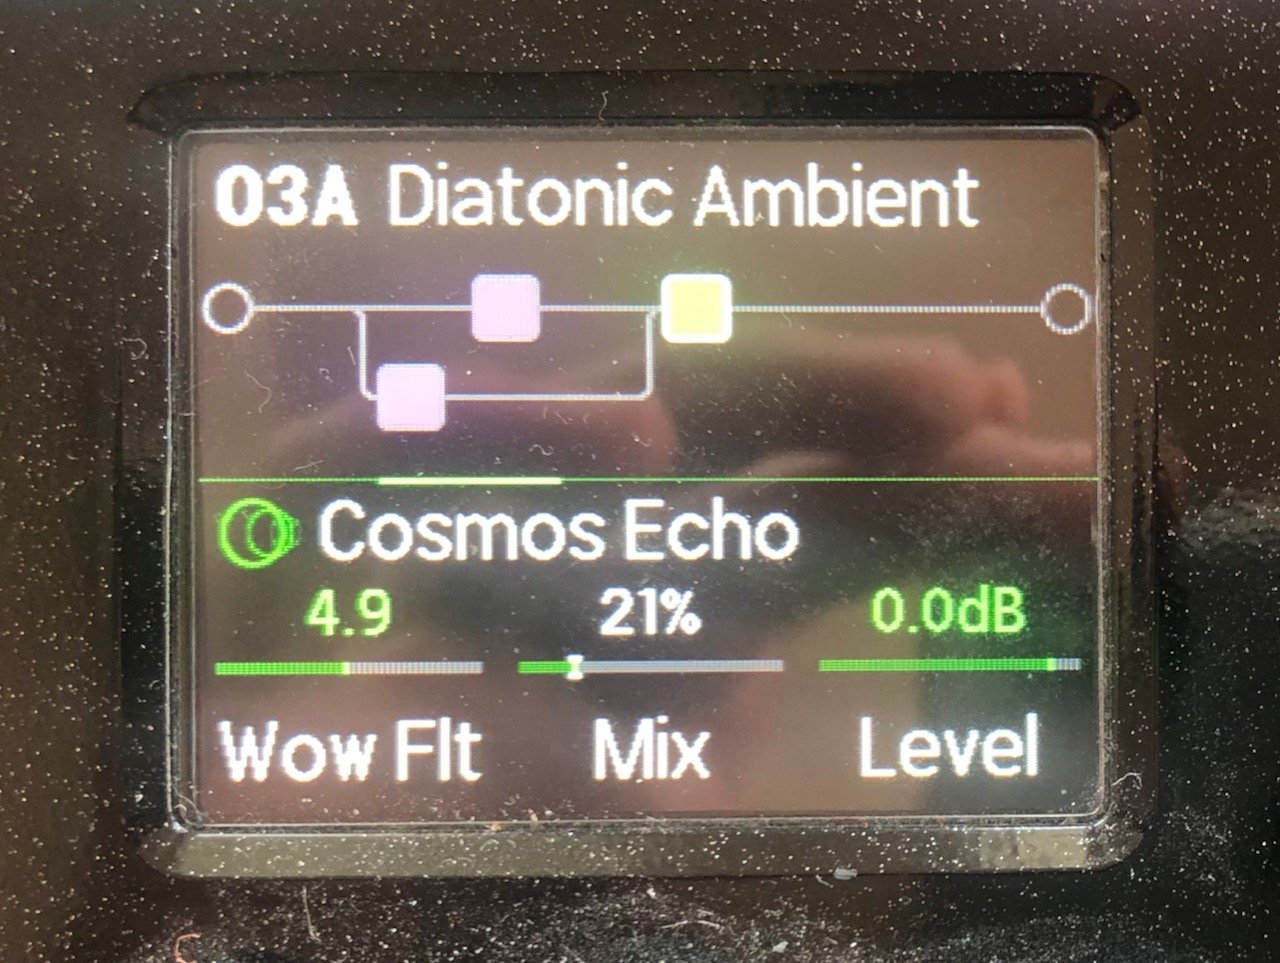 03A Diatonic Ambient
Cosmos Echo
4.9 21% 0.0dB
Wow Flt Mix Level